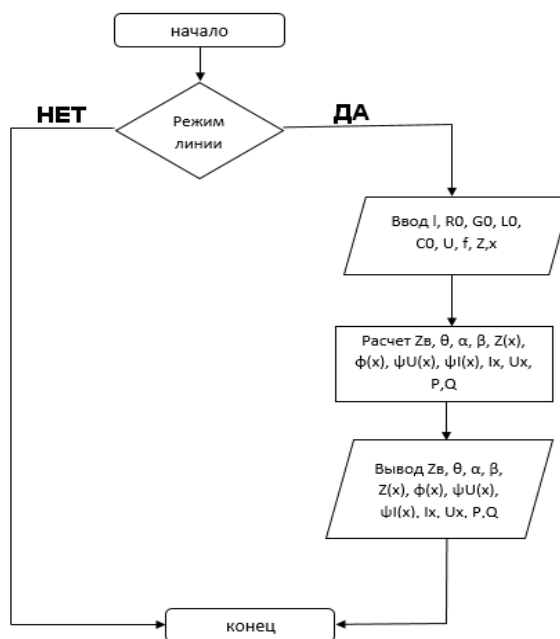 начало
НЕТ
ДА
Режим
линии
Ввод l, R0, G0, L0,
C0, U, f, Z,x
Расчет Zв, θ, α, β, Z(x),
ϕ(x), ψU(x), ψI(x), Ix, Ux,
P,Q
Вывод Zв, θ, α, β,
Z(x), ϕ(x), ψU(x),
ψI(x), Ix, Ux, P,Q
конец